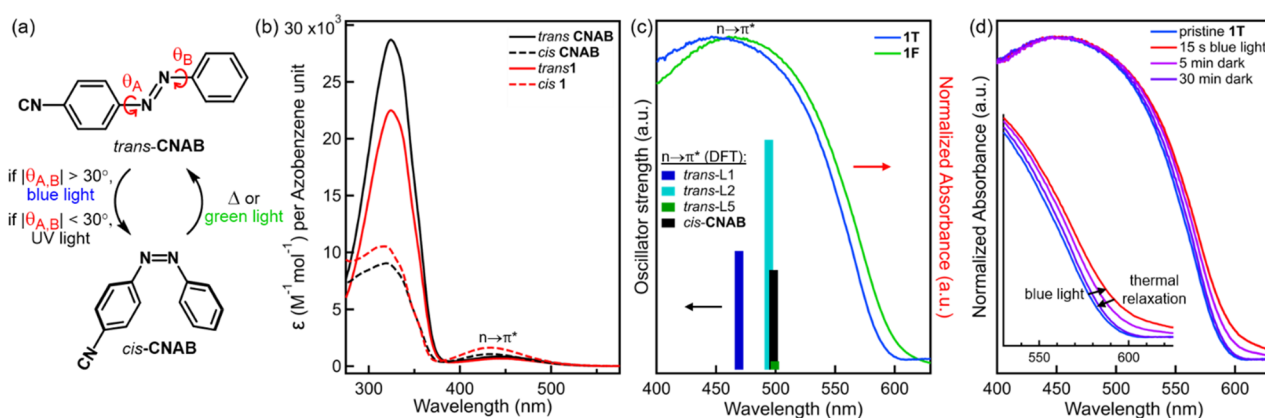 (a)
θA
θB
N
N
CN
trans-CNAB
if |θA,B| > 30°,
blue light
if |θA,B| < 30°,
UV light
Δ or
green light
N=N
CN
cis-CNAB
(b)
30 x10³
25
20
15
10
5
0
ε (M⁻¹mol⁻¹) per Azobenzene unit
trans CNAB
cis CNAB
trans1
cis 1
n→π*
300
400
500
Wavelength (nm)
(c)
n→π*
1T
1F
Oscillator strength (a.u.)
n→π* (DFT):
trans-L1
trans-L2
trans-L5
cis-CNAB
Normalized Absorbance
(a.u.)
400
450
500
550
600
Wavelength (nm)
(d)
pristine 1T
15 s blue light
5 min dark
30 min dark
Normalized Absorbance (a.u.)
blue light
thermal
relaxation
550
600
400
450
500
550
600
Wavelength (nm)